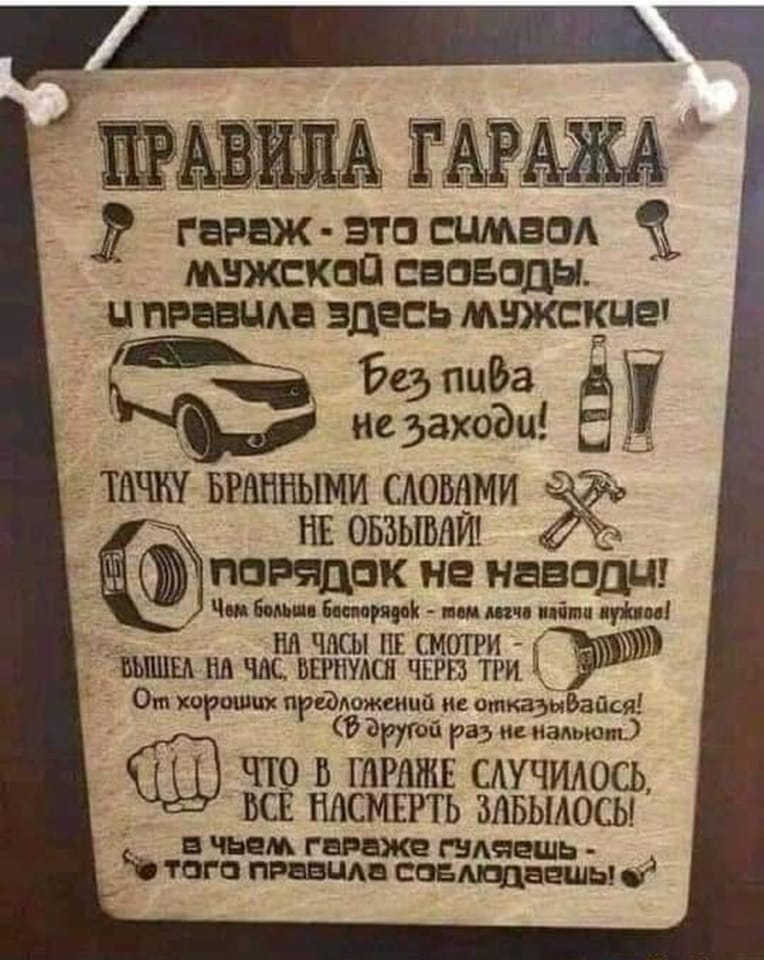 ПРАВИЛА ГАРАЖА
гараж - это символ
мужской свободы.
и правила здесь мужские!
Без пива
не заходи!
ТАЧКУ БРАННЫМИ СЛОВАМИ
НЕ ОБЗЫВАЙ!
порядок не наводи!
Чем больше беспорядок - тем легче найти нужное!
НА ЧАСЫ НЕ СМОТРИ -
ВЫШЕЛ НА ЧАС, ВЕРНУЛСЯ ЧЕРЕЗ ТРИ.
От хороших предложений не отказывайся!
(В другой раз не нальют.)
ЧТО В ГАРАЖЕ СЛУЧИЛОСЬ,
ВСЁ НАСМЕРТЬ ЗАБЫЛОСЬ!
в чьем гараже гуляешь -
того правила соблюдаешь!